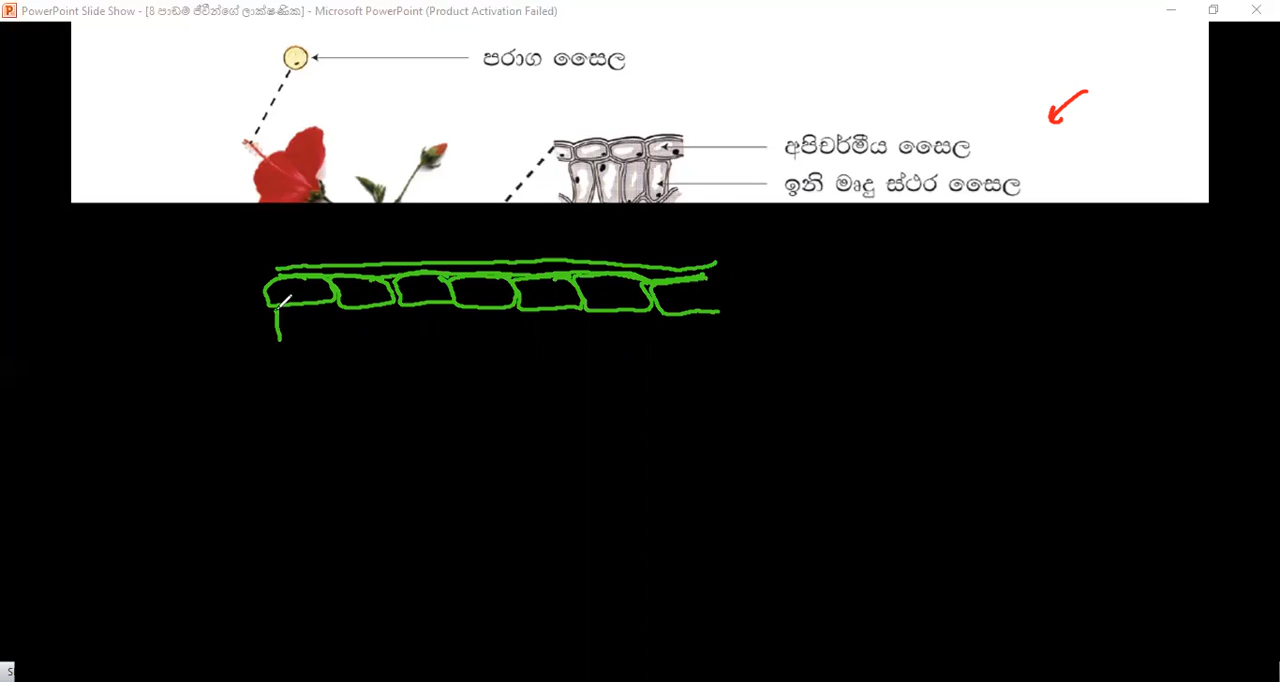 PowerPoint Slide Show - [8 පාඩම ජීවීන්ගේ ලාක්ෂණික] - Microsoft PowerPoint (Product Activation Failed)
පරාග සෛල
අපිචර්මීය සෛල
ඉනි මෘදු ස්ථර සෛල
S